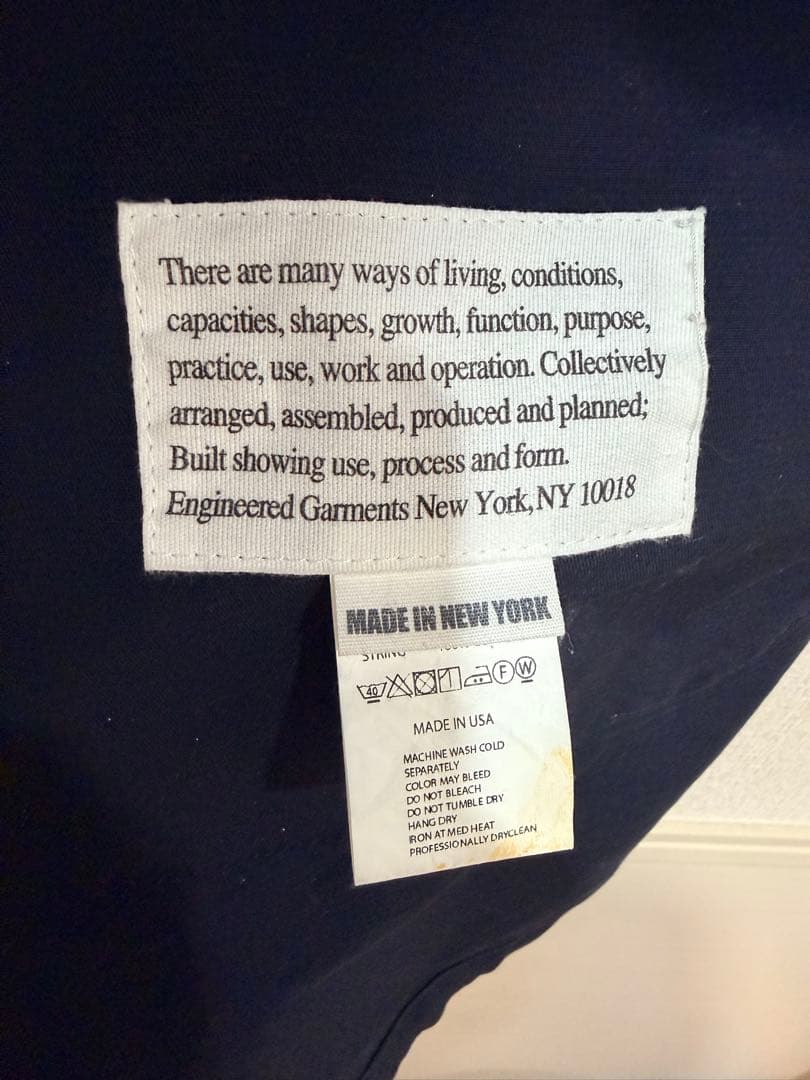 There are many ways of living, conditions,
capacities, shapes, growth, function, purpose,
practice, use, work and operation. Collectively
arranged, assembled, produced and planned;
Built showing use, process and form.
Engineered Garments New York, NY 10018
MADE IN NEW YORK
STRING
40 F W
MADE IN USA
MACHINE WASH COLD
SEPARATELY
COLOR MAY BLEED
DO NOT BLEACH
DO NOT TUMBLE DRY
HANG DRY
IRON AT MED HEAT
PROFESSIONALLY DRYCLEAN